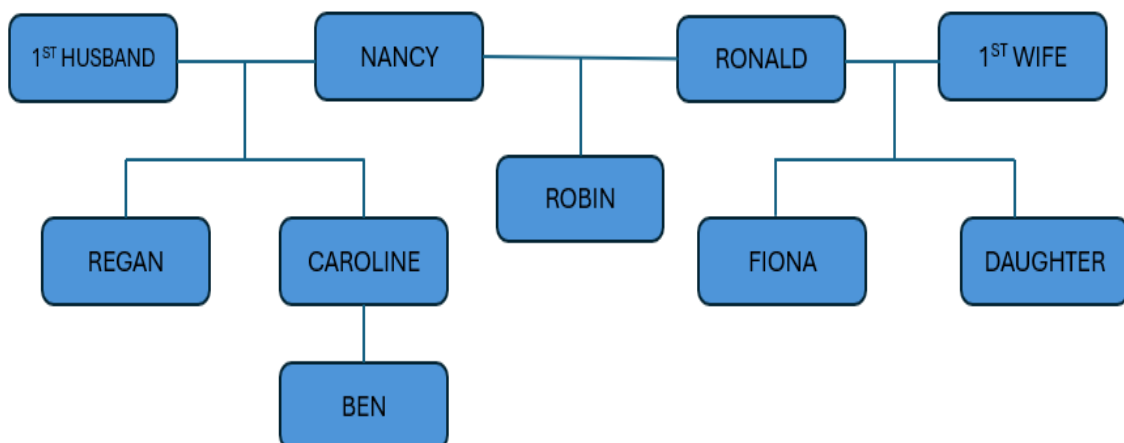 1ST HUSBAND
NANCY
RONALD
1ST WIFE
ROBIN
REGAN
CAROLINE
FIONA
DAUGHTER
BEN